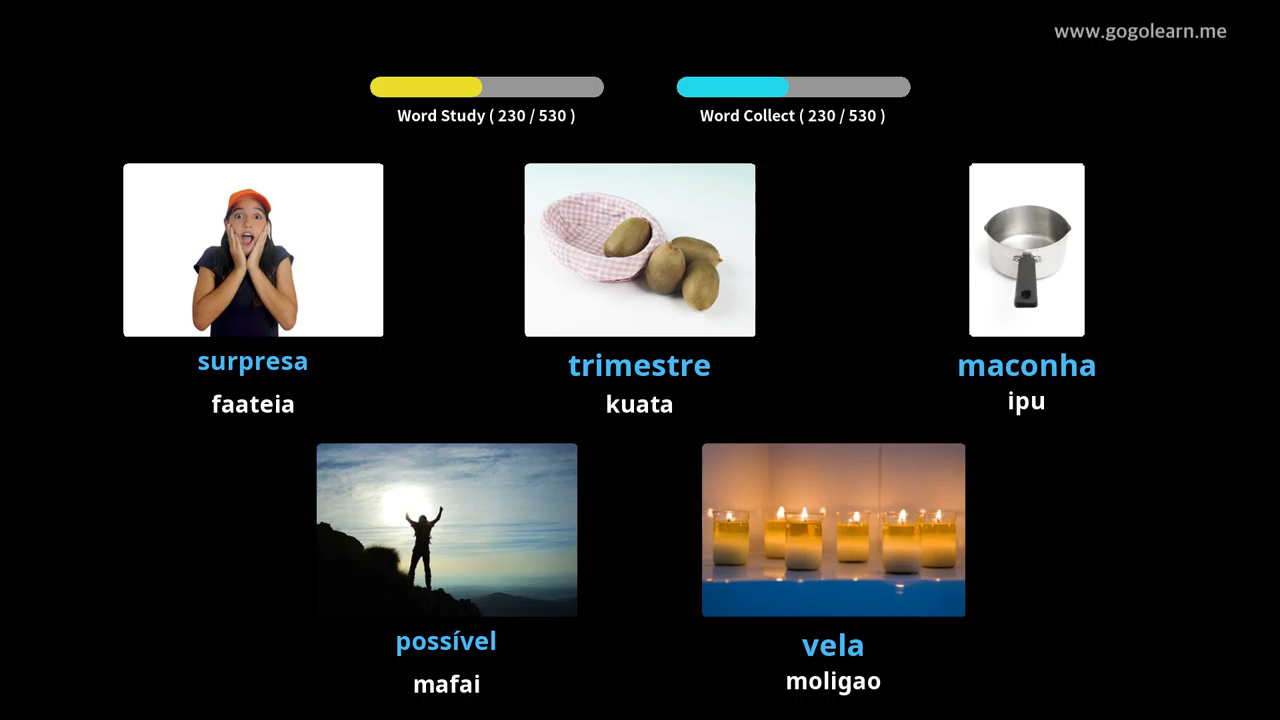 www.gogolearn.me
Word Study ( 230 / 530 )
Word Collect ( 230 / 530 )
surpresa
faateia
trimestre
kuata
maconha
ipu
possível
mafai
vela
moligao